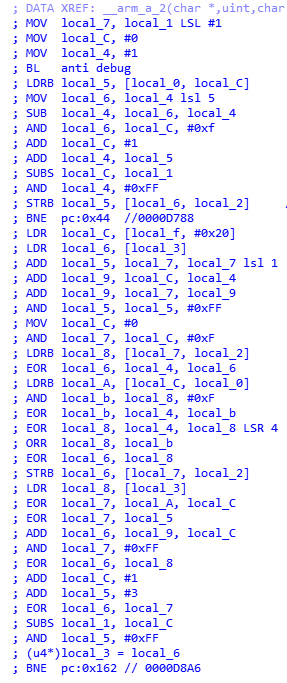 ; DATA XREF: __arm_a_2(char *,uint,char
; MOV local_7, local_1 LSL #1
; MOV local_C, #0
; MOV local_4, #1
; BL anti debug
; LDRB local_5, [local_0, local_C]
; MOV local_6, local_4 lsl 5
; SUB local_4, local_6, local_4
; AND local_6, local_C, #0xf
; ADD local_C, #1
; ADD local_4, local_5
; SUBS local_C, local_1
; AND local_4, #0xFF
; STRB local_5, [local_6, local_2] ,
; BNE pc:0x44 //0000D788
; LDR local_C, [local_f, #0x20]
; LDR local_6, [local_3]
; ADD local_5, local_7, local_7 lsl 1
; ADD local_9, lcoal_C, local_4
; ADD local_9, local_7, local_9
; AND local_5, local_5, #0xFF
; MOV local_C, #0
; AND local_7, local_C, #0xF
; LDRB local_8, [local_7, local_2]
; EOR local_6, local_4, local_6
; LDRB local_A, [local_C, local_0]
; AND local_b, local_8, #0xF
; EOR local_b, local_4, local_b
; EOR local_8, local_4, local_8 LSR 4
; ORR local_8, local_b
; EOR local_6, local_8
; STRB local_6, [local_7, local_2]
; LDR local_8, [local_3]
; EOR local_7, local_A, local_C
; EOR local_7, local_5
; ADD local_6, local_9, local_C
; AND local_7, #0xFF
; EOR local_6, local_8
; ADD local_C, #1
; ADD local_5, #3
; EOR local_6, local_7
; SUBS local_1, local_C
; AND local_5, #0xFF
; (u4*)local_3 = local_6
; BNE pc:0x162 // 0000D8A6